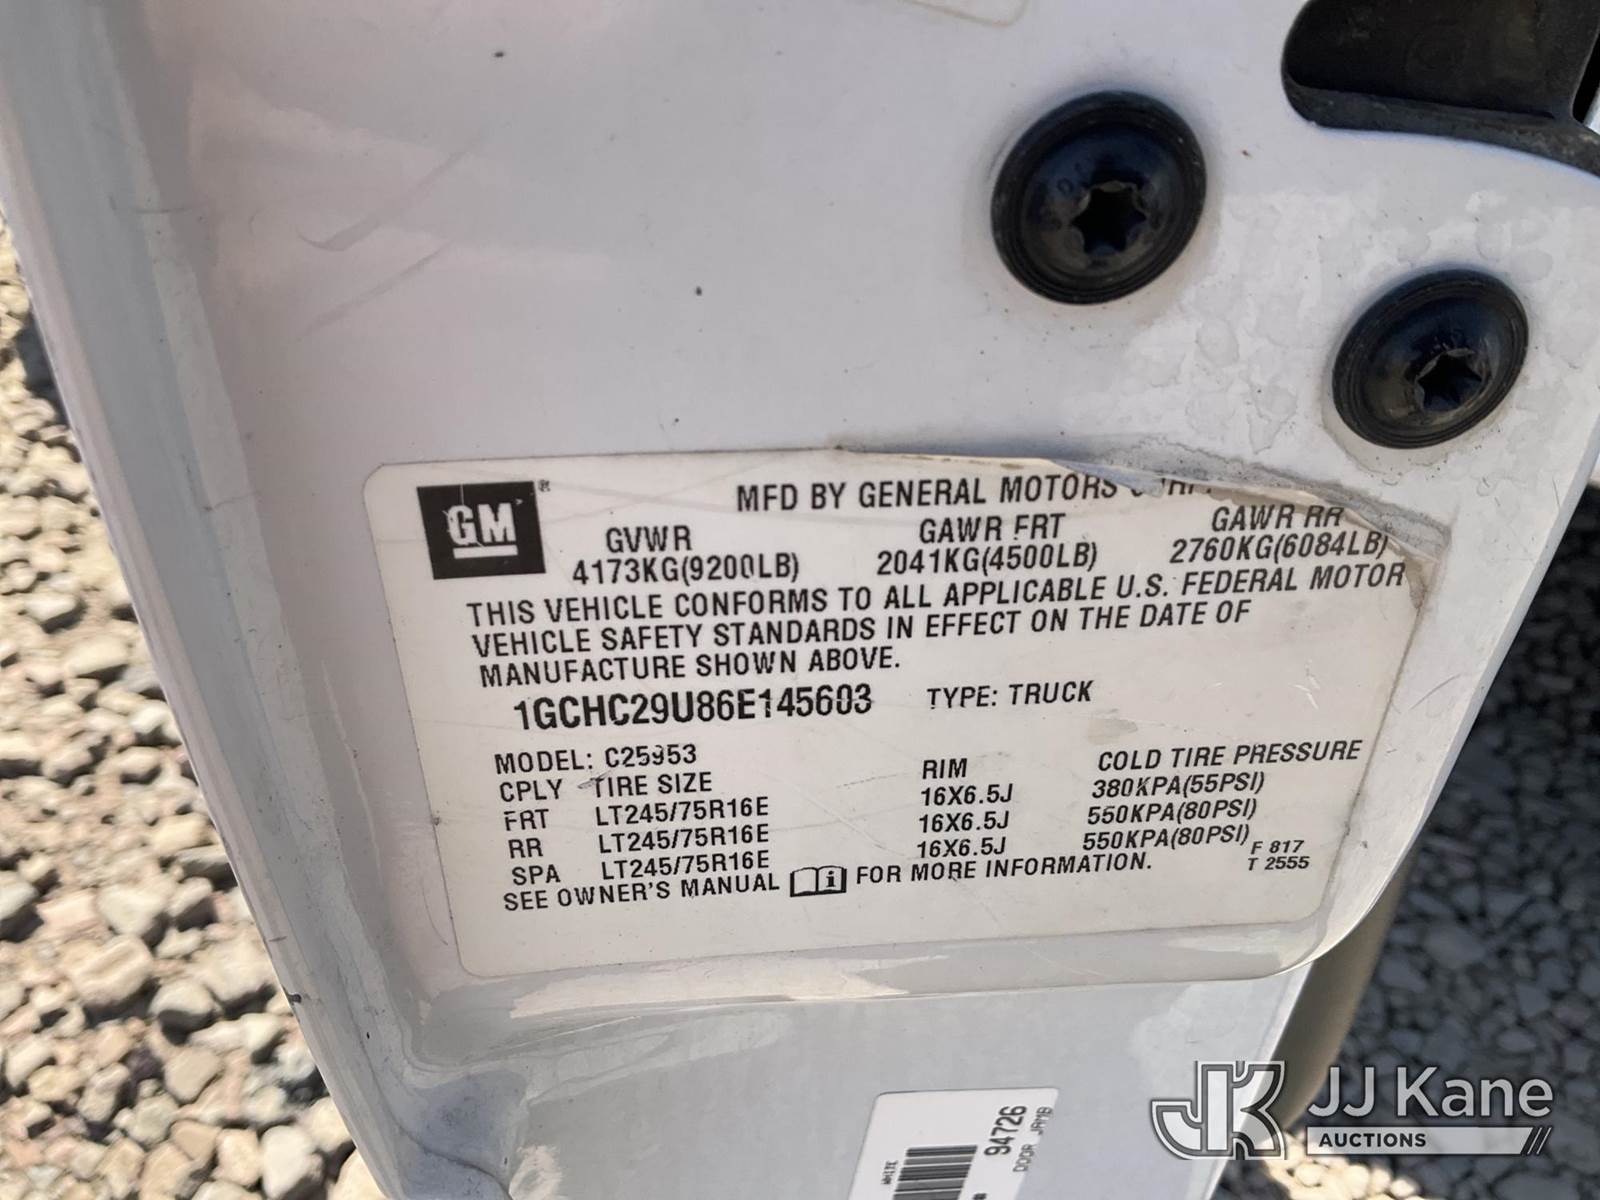 GM®
MFD BY GENERAL MOTORS
GVWR GAWR FRT GAWR RR
4173KG(9200LB) 2041KG(4500LB) 2760KG(6084LB)
THIS VEHICLE CONFORMS TO ALL APPLICABLE U.S. FEDERAL MOTOR
VEHICLE SAFETY STANDARDS IN EFFECT ON THE DATE OF
MANUFACTURE SHOWN ABOVE.
1GCHC29U86E145603 TYPE: TRUCK
MODEL: C25953
CPLY TIRE SIZE RIM COLD TIRE PRESSURE
FRT LT245/75R16E 16X6.5J 380KPA(55PSI)
RR LT245/75R16E 16X6.5J 550KPA(80PSI)
SPA LT245/75R16E 16X6.5J 550KPA(80PSI) F 817
SEE OWNER'S MANUAL i FOR MORE INFORMATION. T 2555
94726
DOOR JAMB
WHITE
JK JJ Kane
AUCTIONS